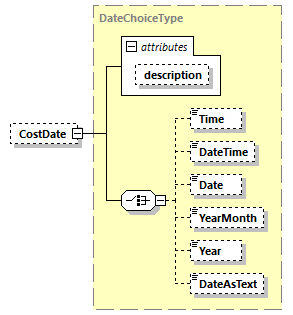 DateChoiceType
attributes
description
CostDate
Time
DateTime
Date
YearMonth
Year
DateAsText